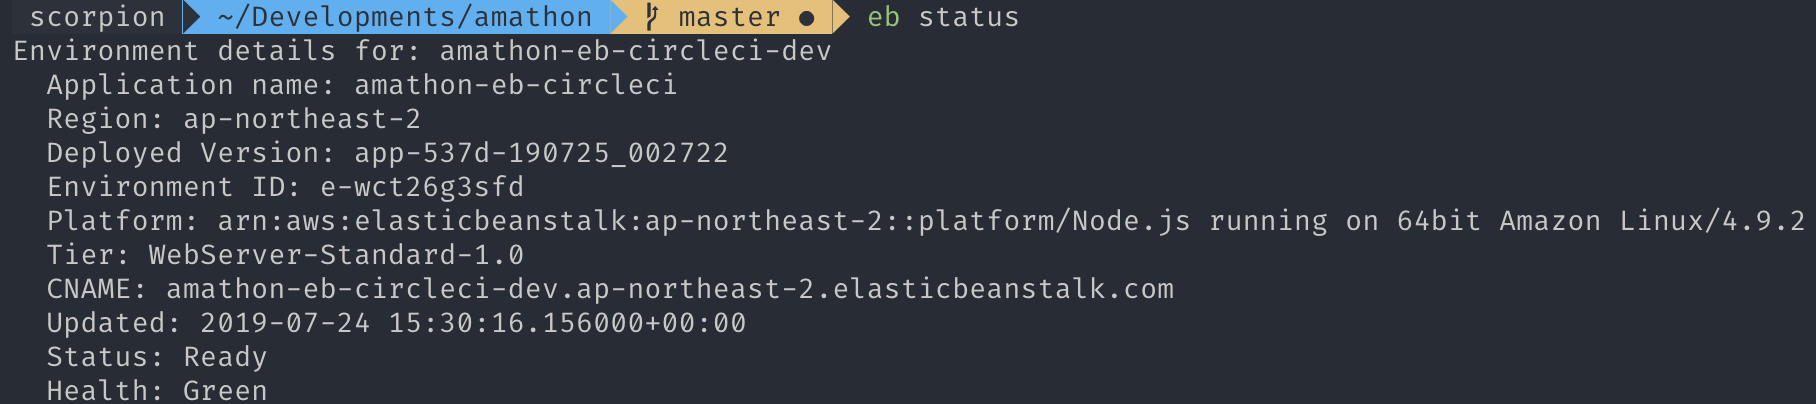 scorpion ~/Developments/amathon master ● eb status
Environment details for: amathon-eb-circleci-dev
Application name: amathon-eb-circleci
Region: ap-northeast-2
Deployed Version: app-537d-190725_002722
Environment ID: e-wct26g3sfd
Platform: arn:aws:elasticbeanstalk:ap-northeast-2::platform/Node.js running on 64bit Amazon Linux/4.9.2
Tier: WebServer-Standard-1.0
CNAME: amathon-eb-circleci-dev.ap-northeast-2.elasticbeanstalk.com
Updated: 2019-07-24 15:30:16.156000+00:00
Status: Ready
Health: Green